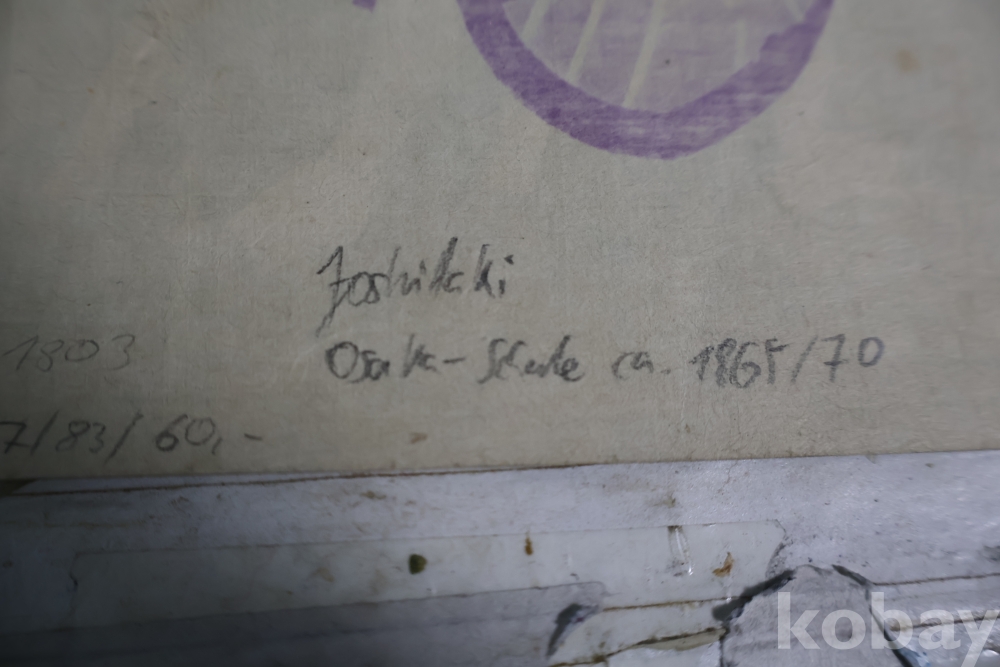 Joshitaki
1803
Osaka-Schule ca. 1865/70
7/83/60,-
kobay